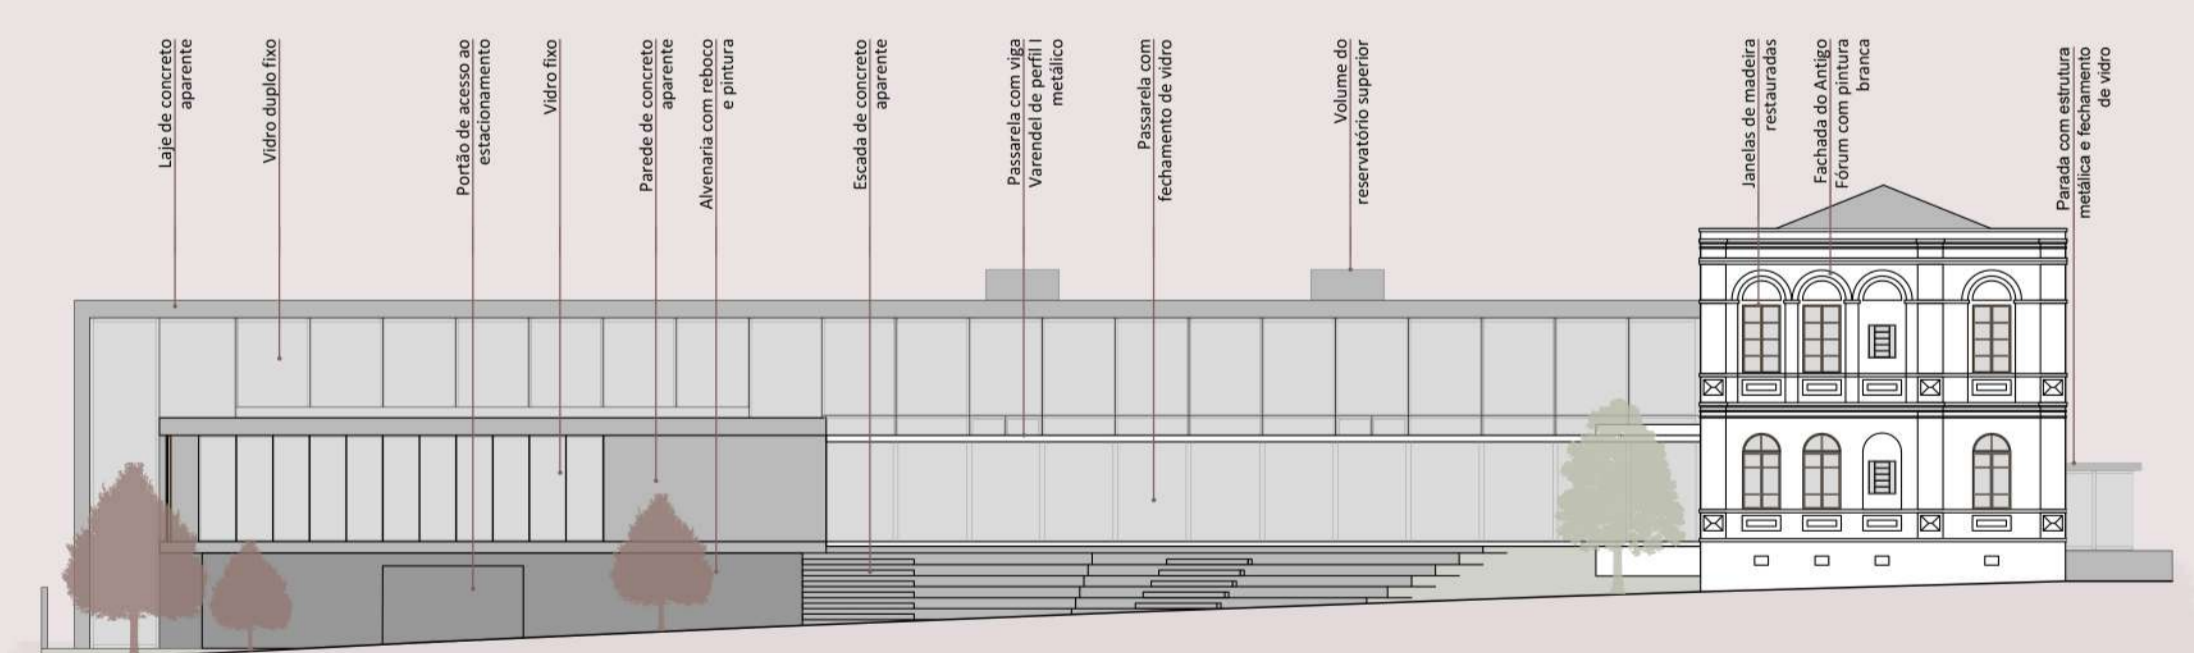 Laje de concreto
aparente
Vidro duplo fixo
Portão de acesso ao
estacionamento
Vidro fixo
Parede de concreto
aparente
Alvenaria com reboco
e pintura
Escada de concreto
aparente
Passarela com viga
Varendel de perfil I
metálico
Passarela com
fechamento de vidro
Volume do
reservatório superior
Janelas de madeira
restauradas
Fachada do Antigo
Fórum com pintura
branca
Parada com estrutura
metálica e fechamento
de vidro